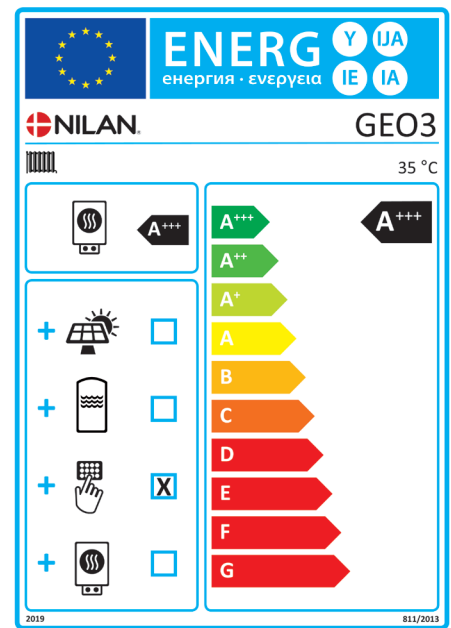 ENERG Y IJA
IE IA
енергия · ενεργεια
NILAN®
GEO3
35 °C
A+++
A+++
A+++
A++
A+
A
B
C
D
E
F
G
+
+
+ X
+
2019
811/2013